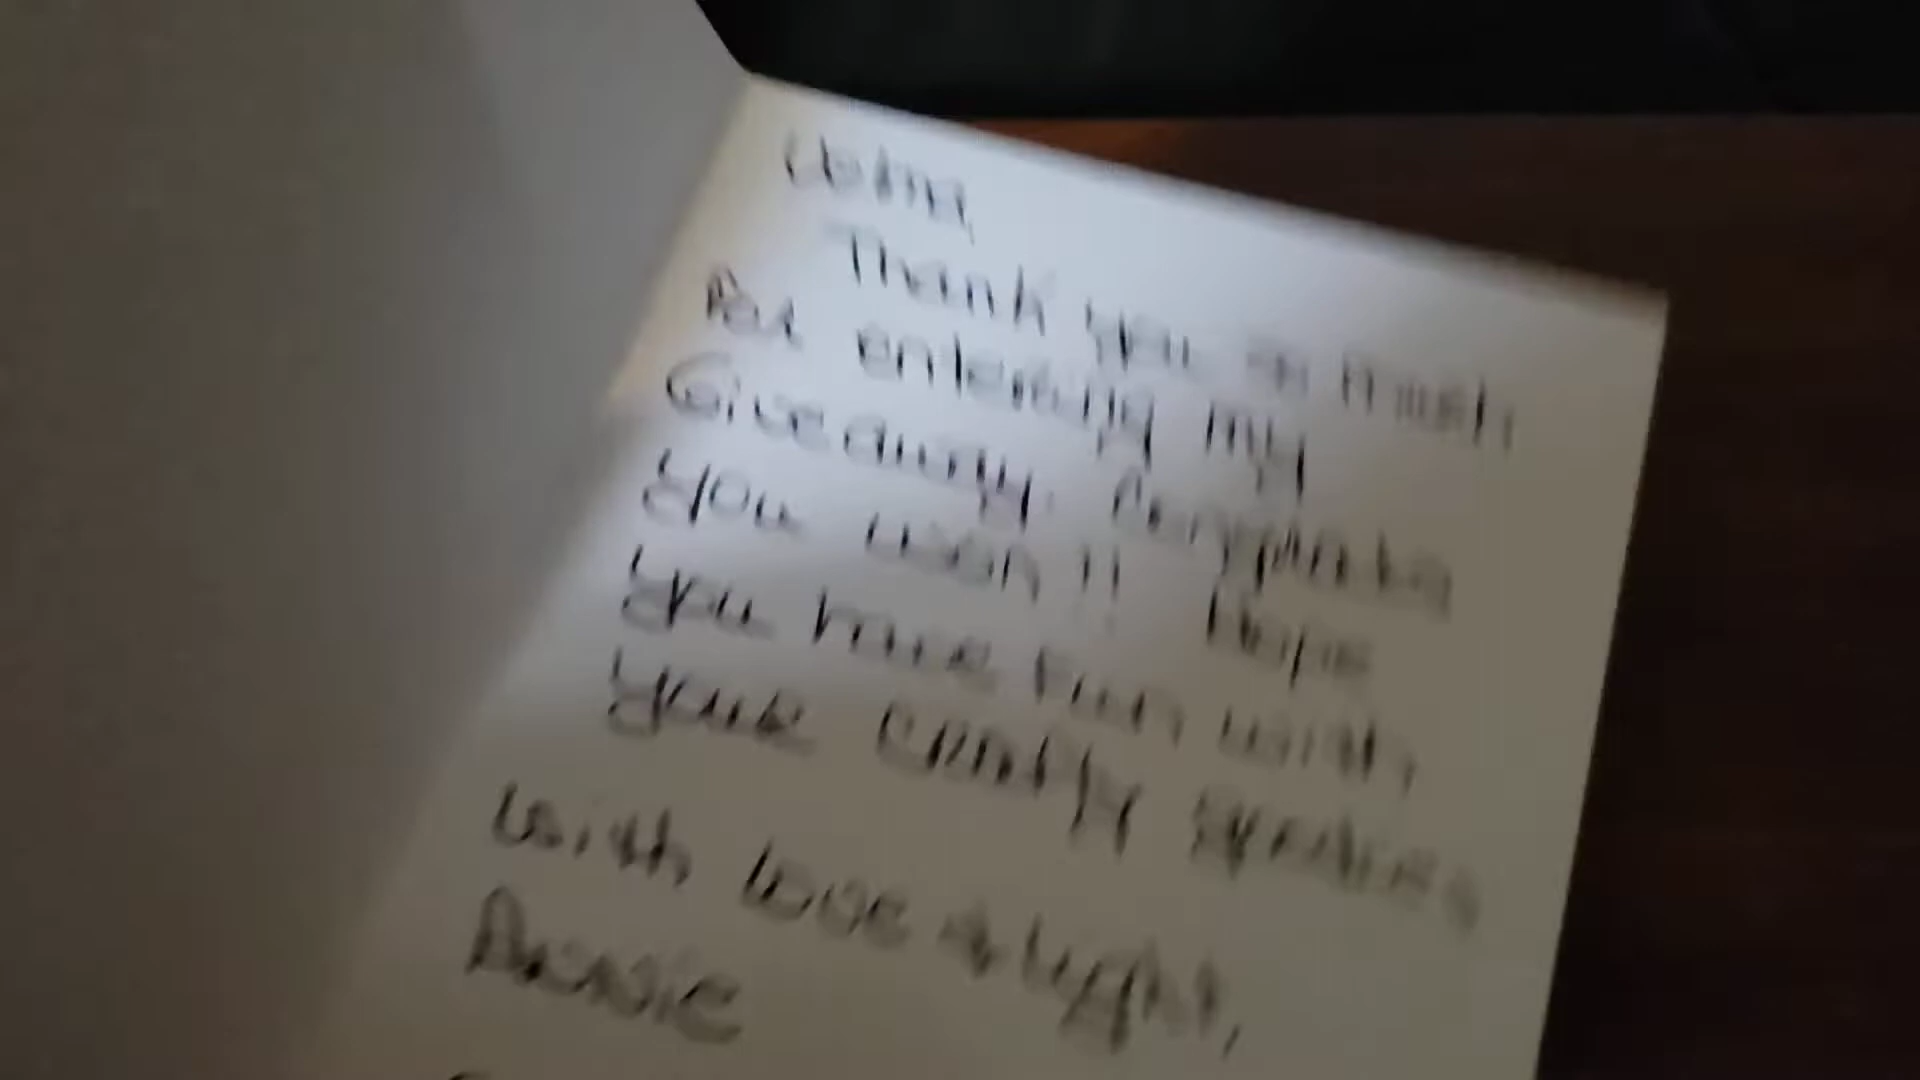 Thank you so much
for entering my
Giveaway. Congrats
you won!! Hope
you have fun with
your crafty goodies
with love & light,
Annie